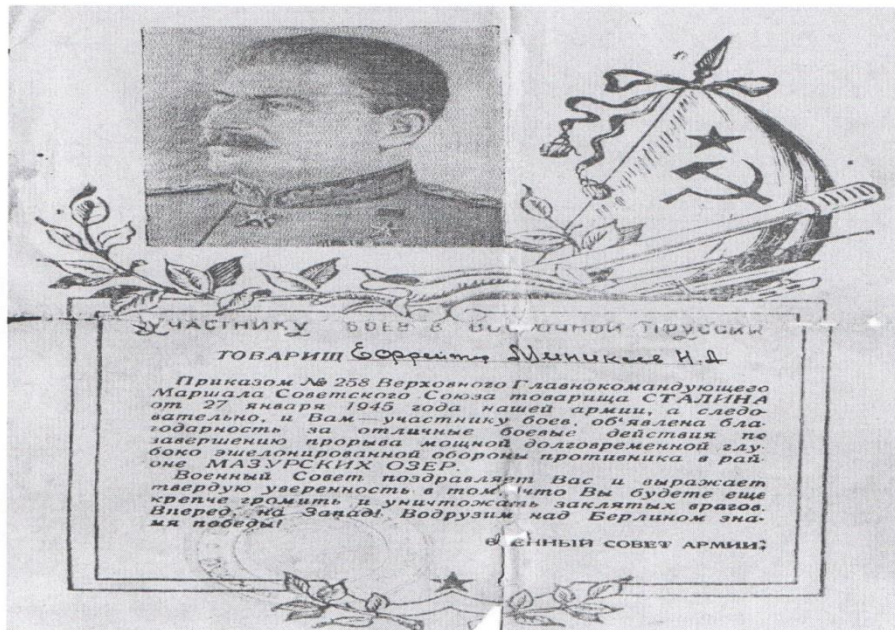 УЧАСТНИКУ БОЕВ В ВОСТОЧНОЙ ПРУССИИ
ТОВАРИЩ Ефрейтор Миникаев Н.А
Приказом № 258 Верховного Главнокомандующего
Маршала Советского Союза товарища СТАЛИНА
от 27 января 1945 года нашей армии, а следо-
вательно, и Вам — участнику боев, об'явлена бла-
годарность за отличные боевые действия по
завершению прорыва мощной долговременной глу-
боко эшелонированной обороны противника в рай-
оне МАЗУРСКИХ ОЗЕР.
Военный Совет поздравляет Вас и выражает
твердую уверенность в том, что Вы будете еще
крепче громить и уничтожать заклятых врагов.
Вперед, на Запад! Водрузим над Берлином зна-
мя победы!
ВОЕННЫЙ СОВЕТ АРМИИ